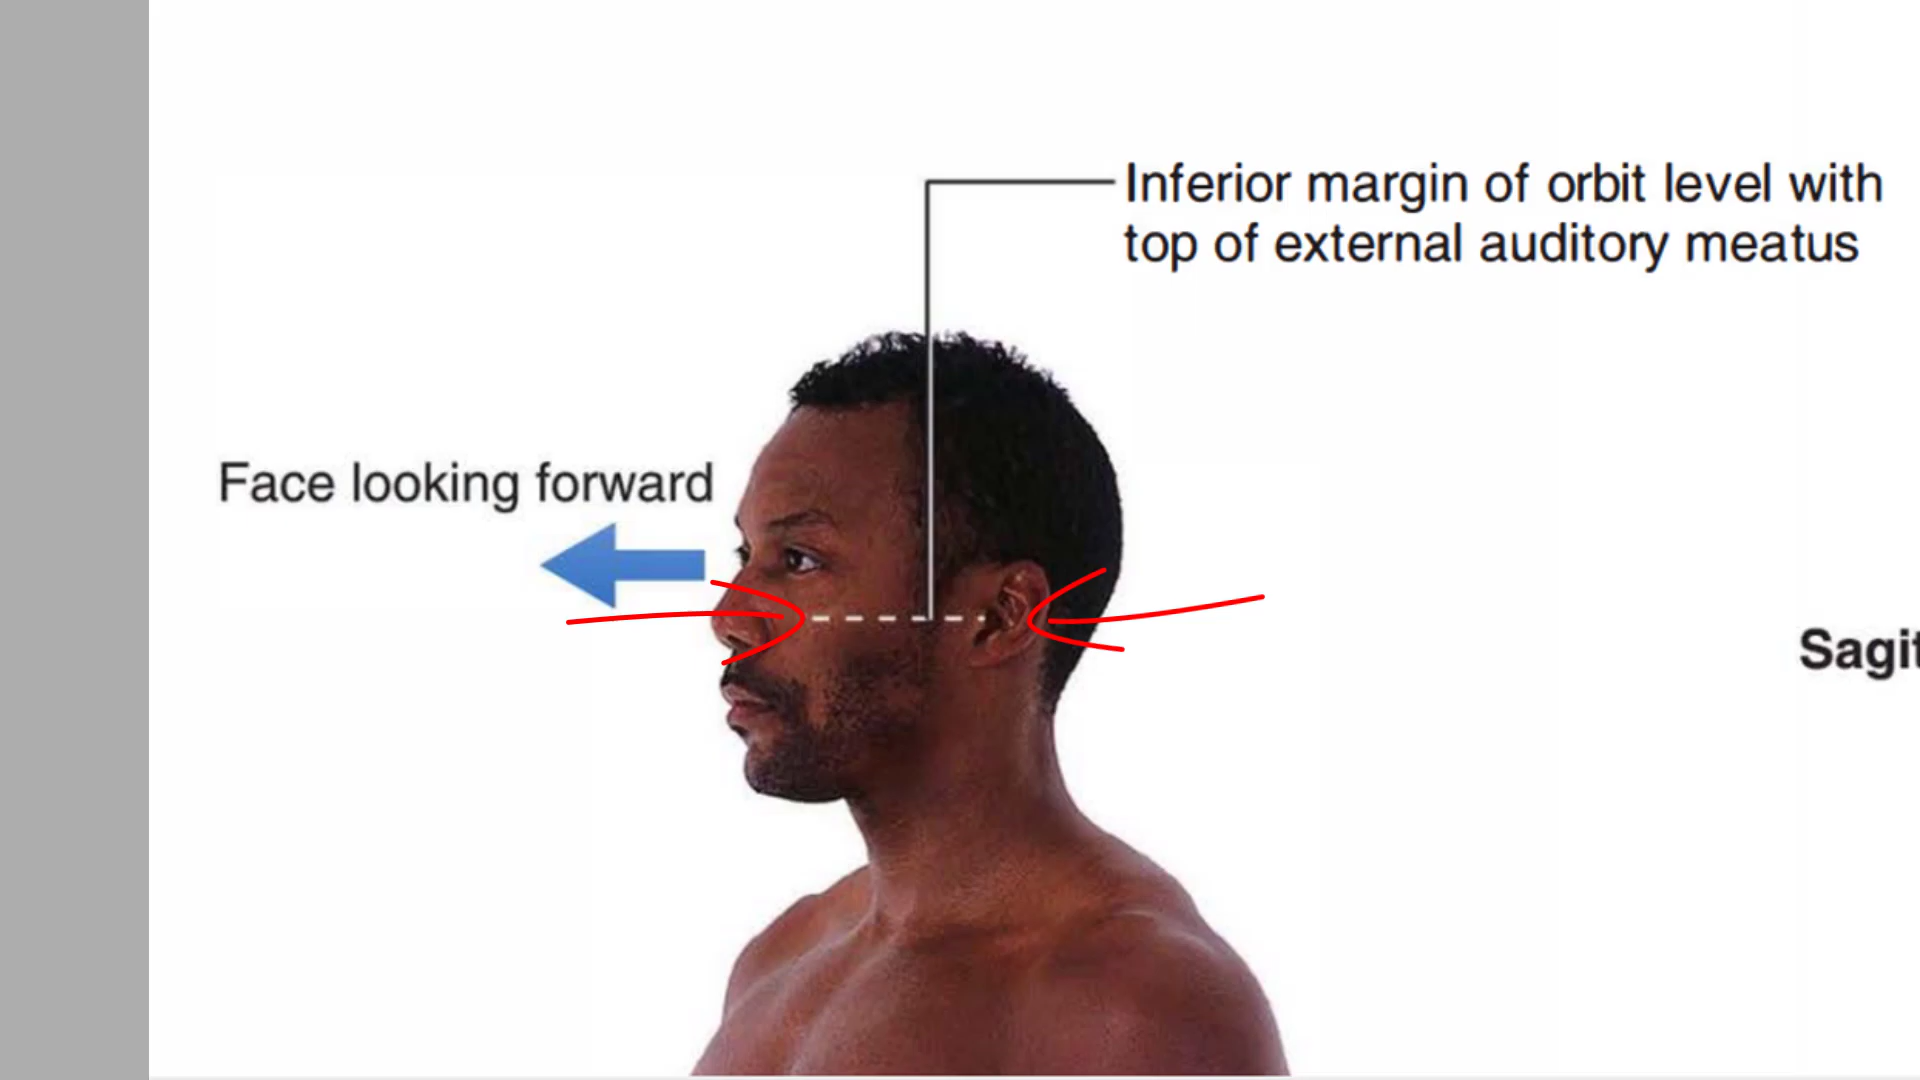 Inferior margin of orbit level with
top of external auditory meatus
Face looking forward